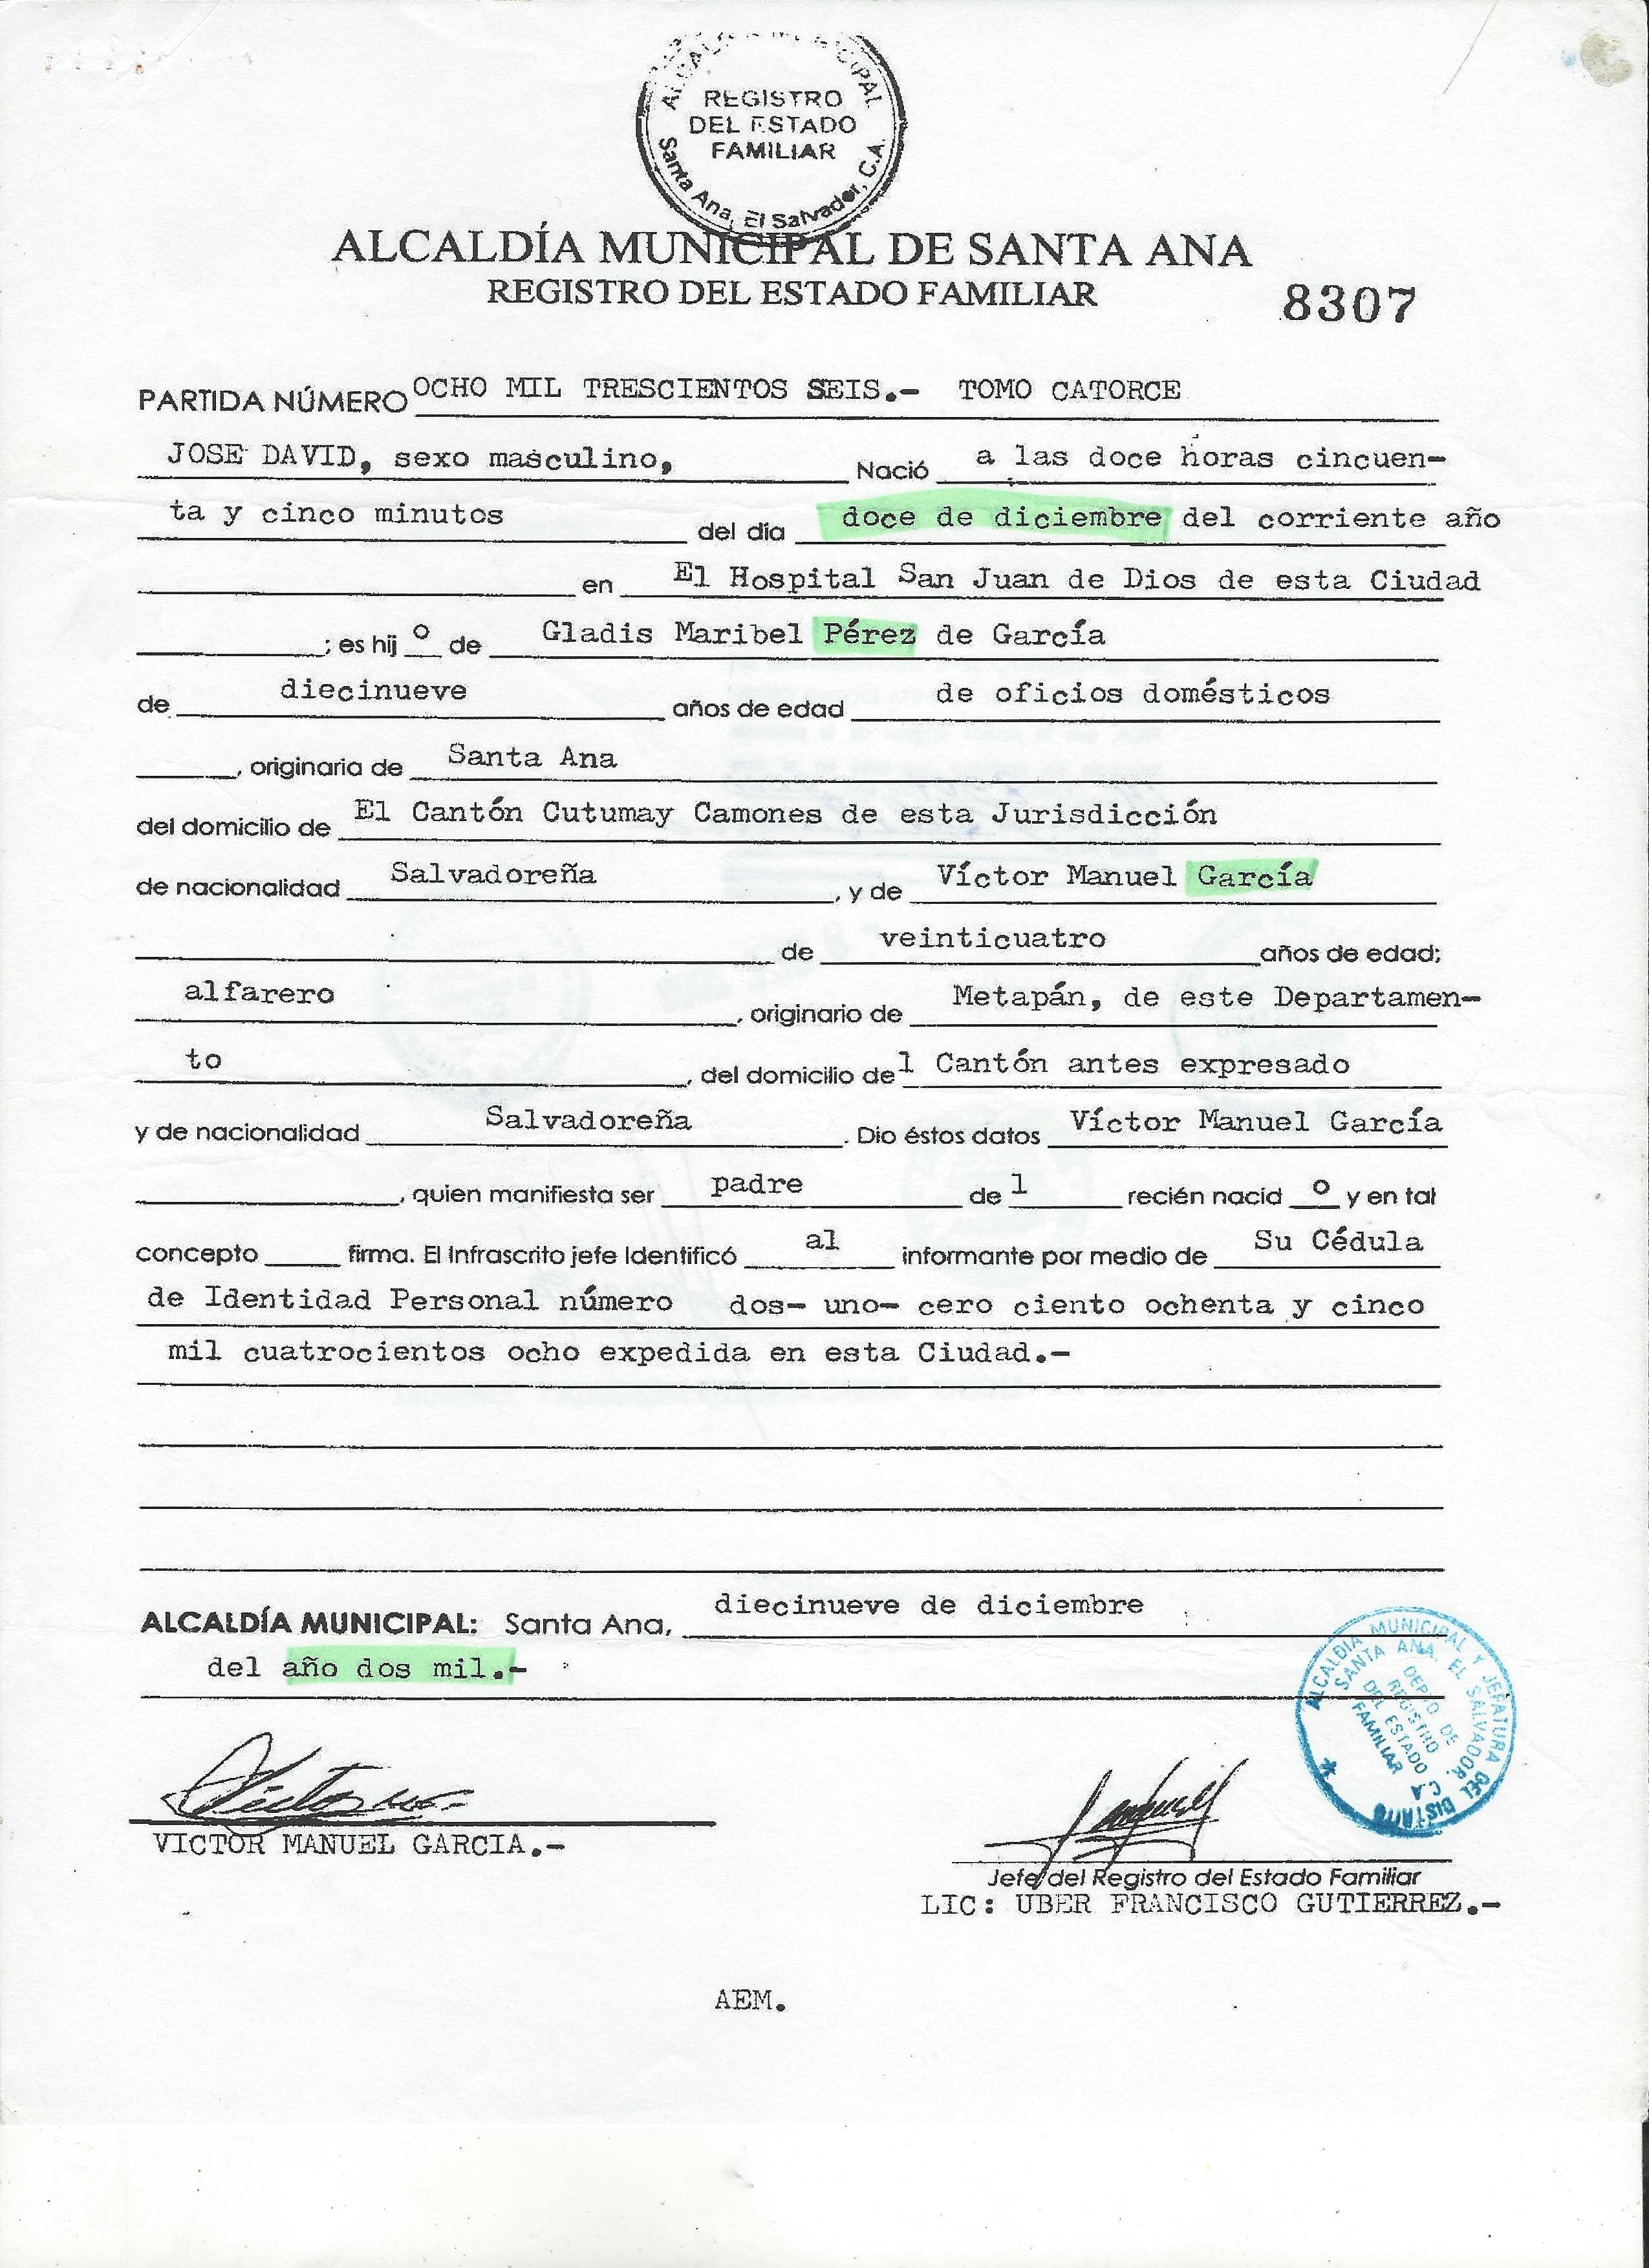 ALCALDÍA MUNICIPAL
REGISTRO
DEL ESTADO
FAMILIAR
Santa Ana, El Salvador, C.A.
ALCALDÍA MUNICIPAL DE SANTA ANA
REGISTRO DEL ESTADO FAMILIAR
8307
PARTIDA NÚMERO OCHO MIL TRESCIENTOS SEIS.- TOMO CATORCE
JOSE DAVID, sexo masculino, Nació a las doce horas cincuen-
ta y cinco minutos del día doce de diciembre del corriente año
en El Hospital San Juan de Dios de esta Ciudad
; es hij o de Gladis Maribel Pérez de García
de diecinueve años de edad de oficios domésticos
, originaria de Santa Ana
del domicilio de El Cantón Cutumay Camones de esta Jurisdicción
de nacionalidad Salvadoreña , y de Víctor Manuel García
de veinticuatro años de edad;
alfarero , originario de Metapán, de este Departamen-
to , del domicilio de l Cantón antes expresado
y de nacionalidad Salvadoreña . Dio éstos datos Víctor Manuel García
, quien manifiesta ser padre de l recién nacid o y en tal
concepto firma. El Infrascrito jefe Identificó al informante por medio de Su Cédula
de Identidad Personal número dos- uno- cero ciento ochenta y cinco
mil cuatrocientos ocho expedida en esta Ciudad.-
ALCALDÍA MUNICIPAL: Santa Ana, diecinueve de diciembre
del año dos mil.-
ALCALDIA MUNICIPAL Y JEFATURA DEL DISTRITO
SANTA ANA, EL SALVADOR, C.A.
DEPTO. DE
REGISTRO
DEL ESTADO
FAMILIAR
VICTOR MANUEL GARCIA.-
Jefe del Registro del Estado Familiar
LIC: UBER FRANCISCO GUTIERREZ.-
AEM.